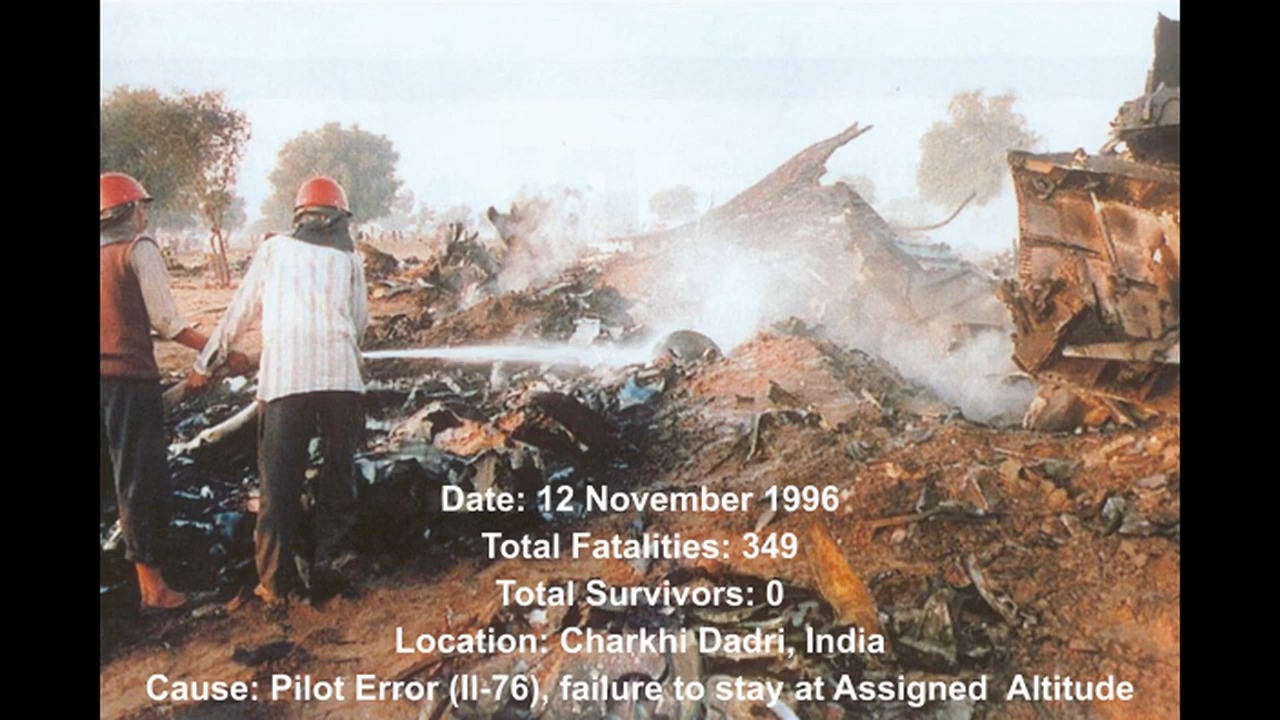 Date: 12 November 1996
Total Fatalities: 349
Total Survivors: 0
Location: Charkhi Dadri, India
Cause: Pilot Error (Il-76), failure to stay at Assigned  Altitude